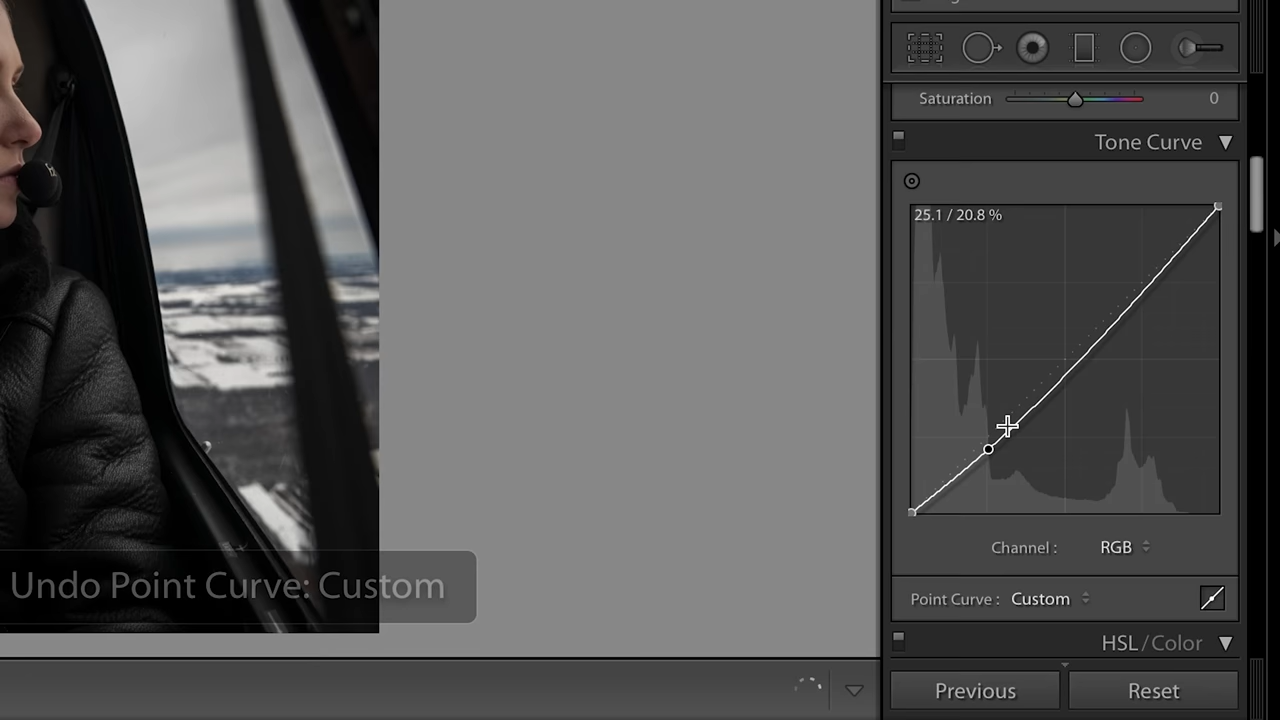 Saturation 0
Tone Curve
25.1 / 20.8 %
Channel : RGB
Undo Point Curve: Custom
Point Curve : Custom
HSL / Color
Previous Reset